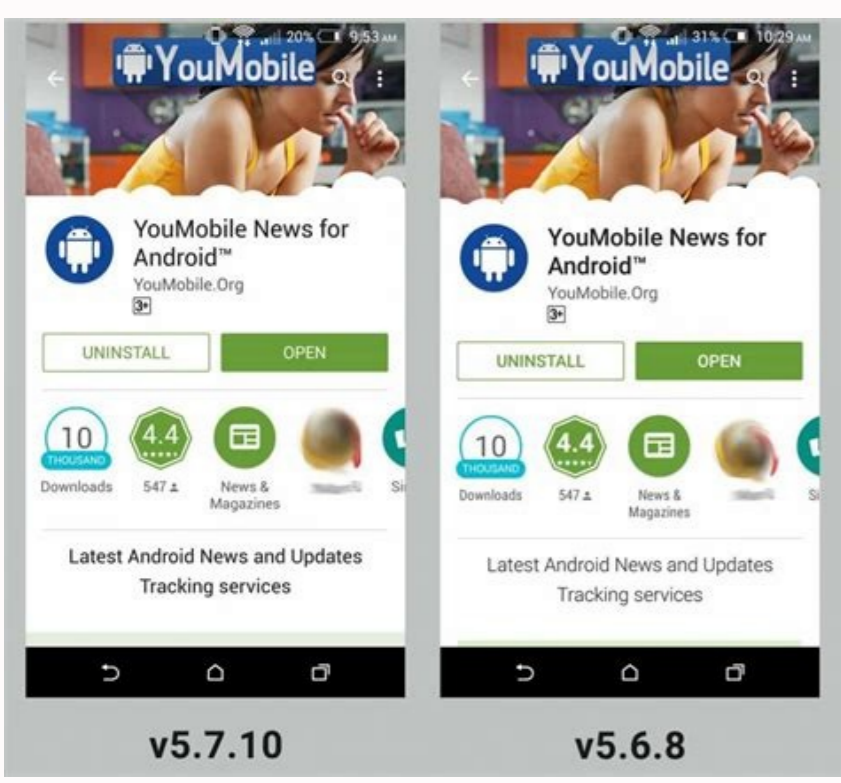 20% 9:53 AM
YouMobile
YouMobile News for
Android™
YouMobile.Org
3+
UNINSTALL
OPEN
10
THOUSAND
Downloads
4.4
547
News &
Magazines
Si
Latest Android News and Updates
Tracking services
v5.7.10
31% 10:29 AM
YouMobile
YouMobile News for
Android™
YouMobile.Org
3+
UNINSTALL
OPEN
10
THOUSAND
Downloads
4.4
547
News &
Magazines
S
Latest Android News and Updates
Tracking services
v5.6.8